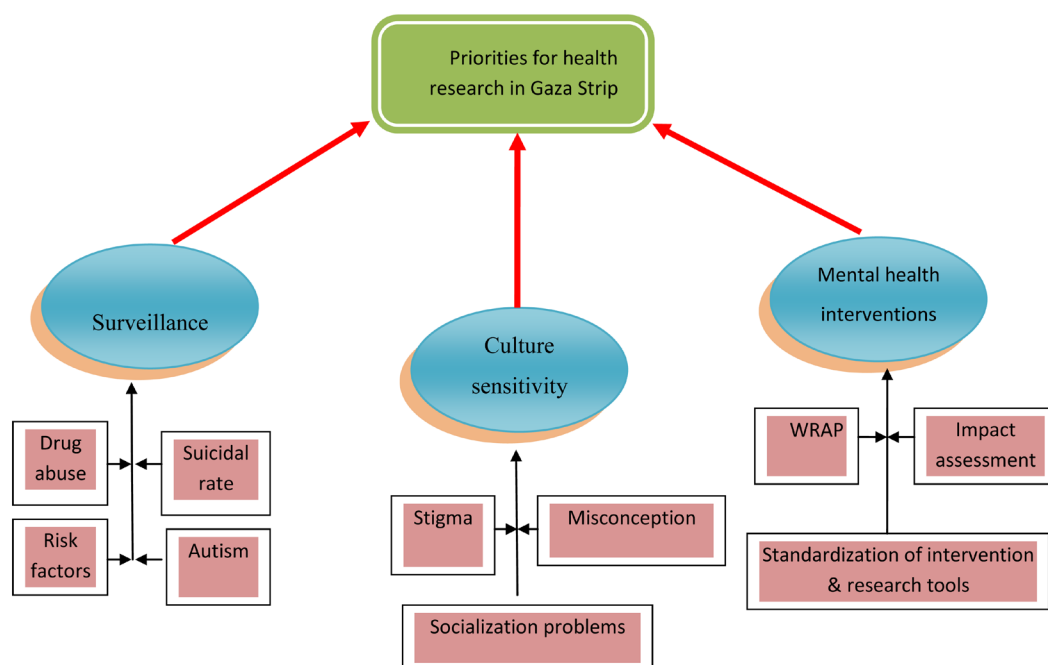 Priorities for health
research in Gaza Strip
Surveillance
Culture
sensitivity
Mental health
interventions
Drug
abuse
Suicidal
rate
Risk
factors
Autism
Stigma
Misconception
Socialization problems
WRAP
Impact
assessment
Standardization of intervention
& research tools